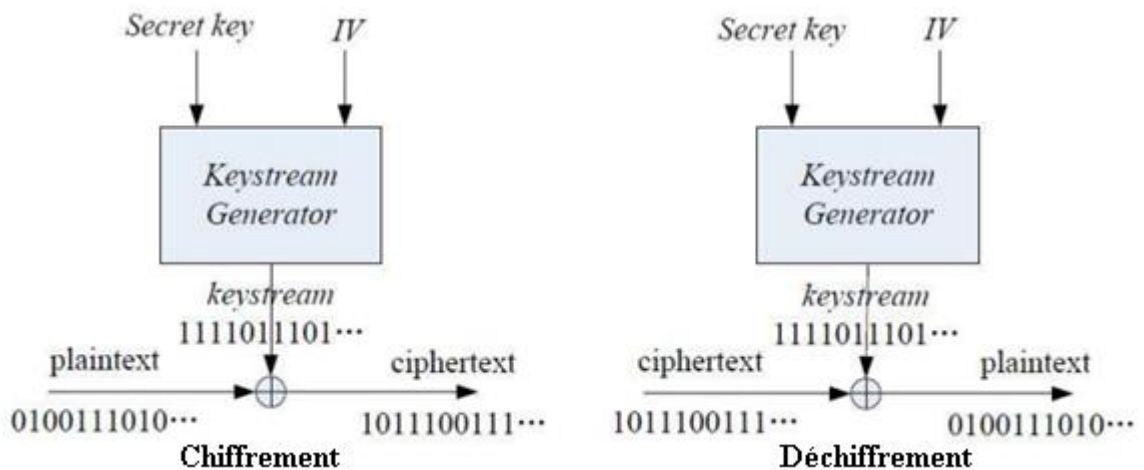 Secret key IV
Keystream
Generator
keystream
1111011101···
plaintext
ciphertext
0100111010···
1011100111···
Chiffrement
Secret key IV
Keystream
Generator
keystream
1111011101···
ciphertext
plaintext
1011100111···
0100111010···
Déchiffrement